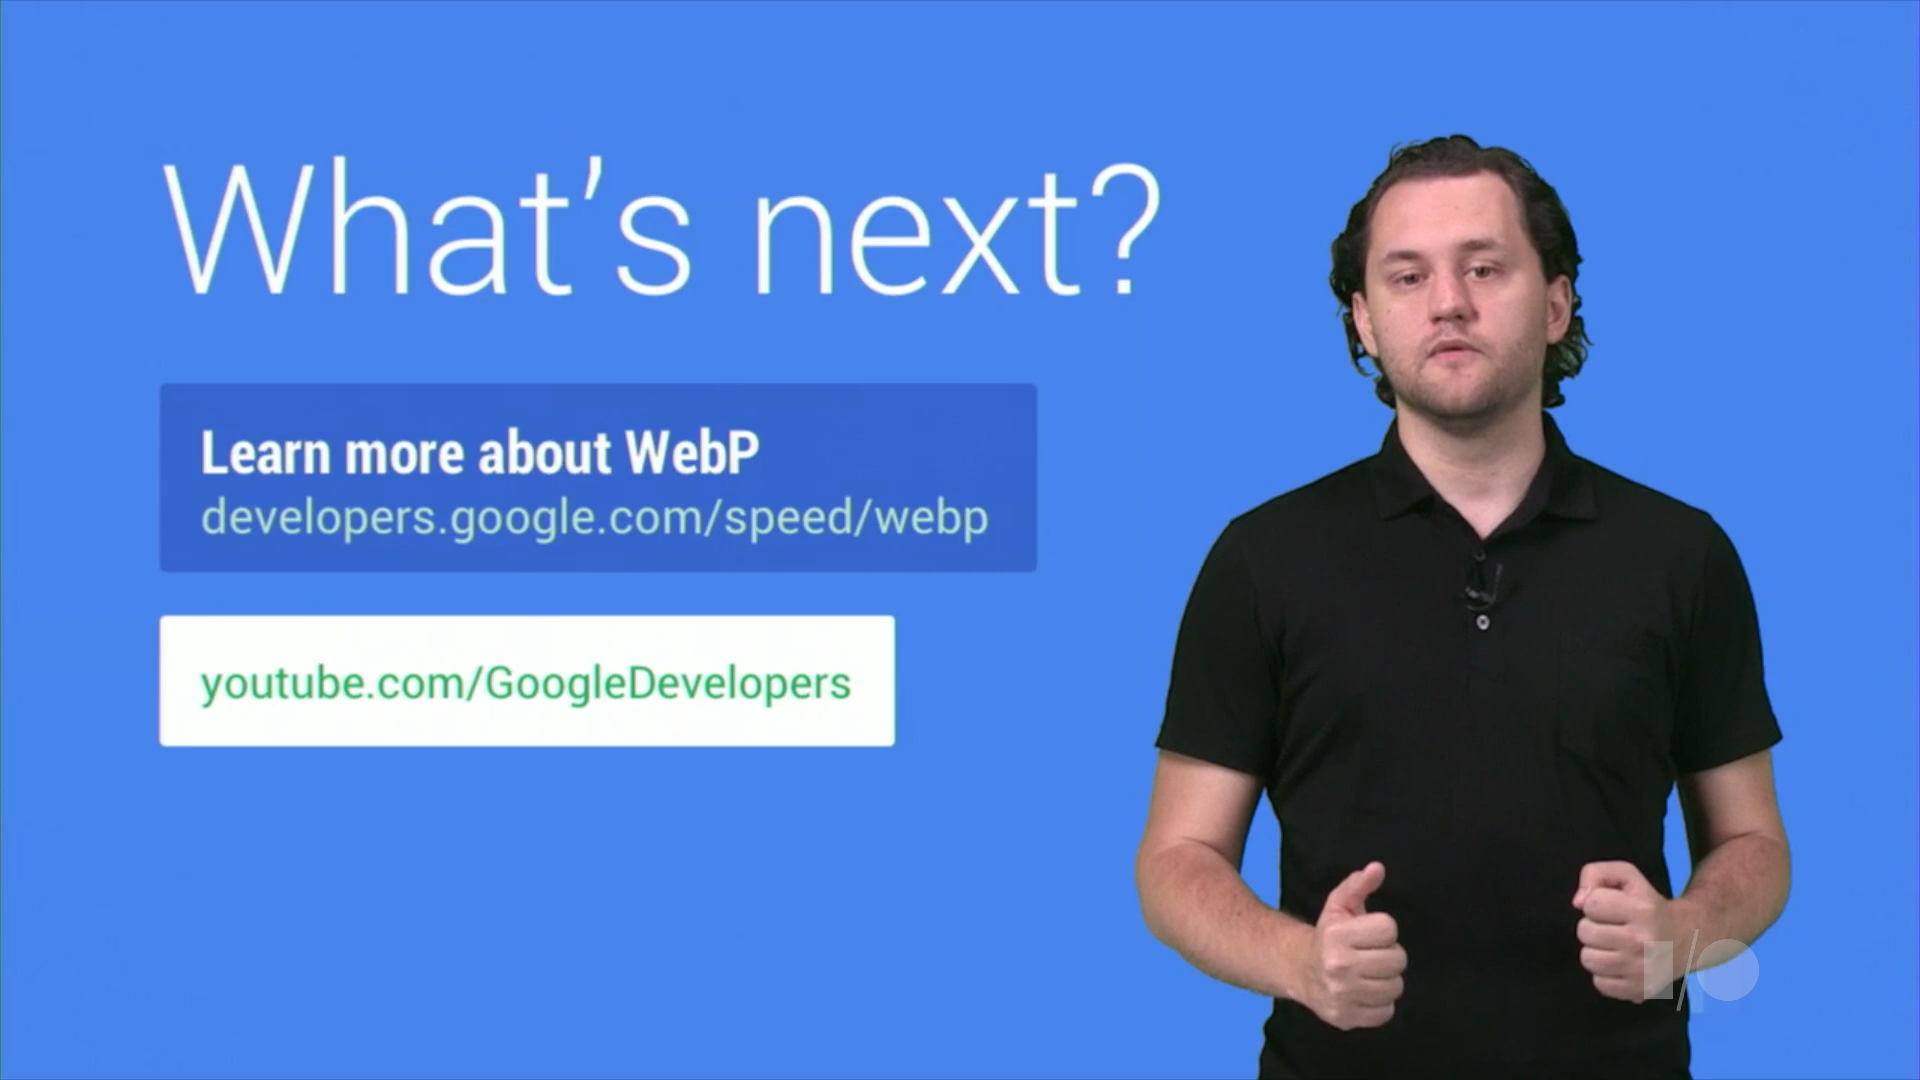 What's next?
Learn more about WebP
developers.google.com/speed/webp
youtube.com/GoogleDevelopers
I/O